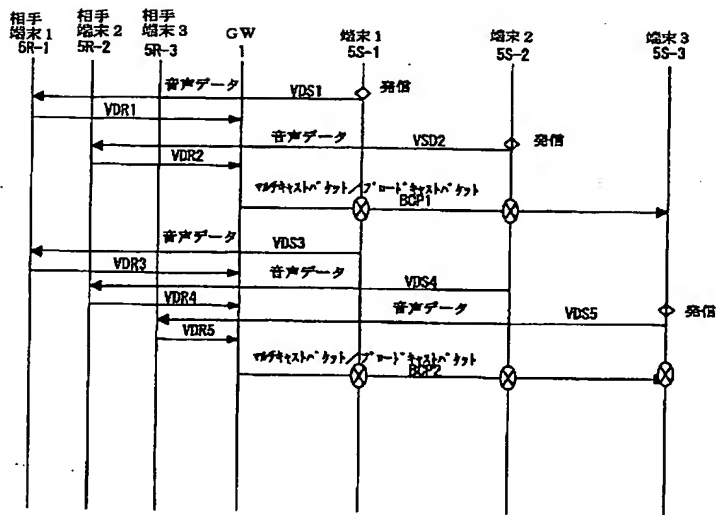 相手
端末1
5R-1
相手
端末2
5R-2
相手
端末3
5R-3
GW
1
端末1
5S-1
端末2
5S-2
端末3
5S-3
音声データ
VDS1
発信
VDR1
音声データ
VSD2
発信
VDR2
マルチキャストパケット/ブロードキャストパケット
BCP1
音声データ
VDS3
VDR3
音声データ
VDS4
VDR4
音声データ
VDS5
発信
VDR5
マルチキャストパケット/ブロードキャストパケット
BCP2